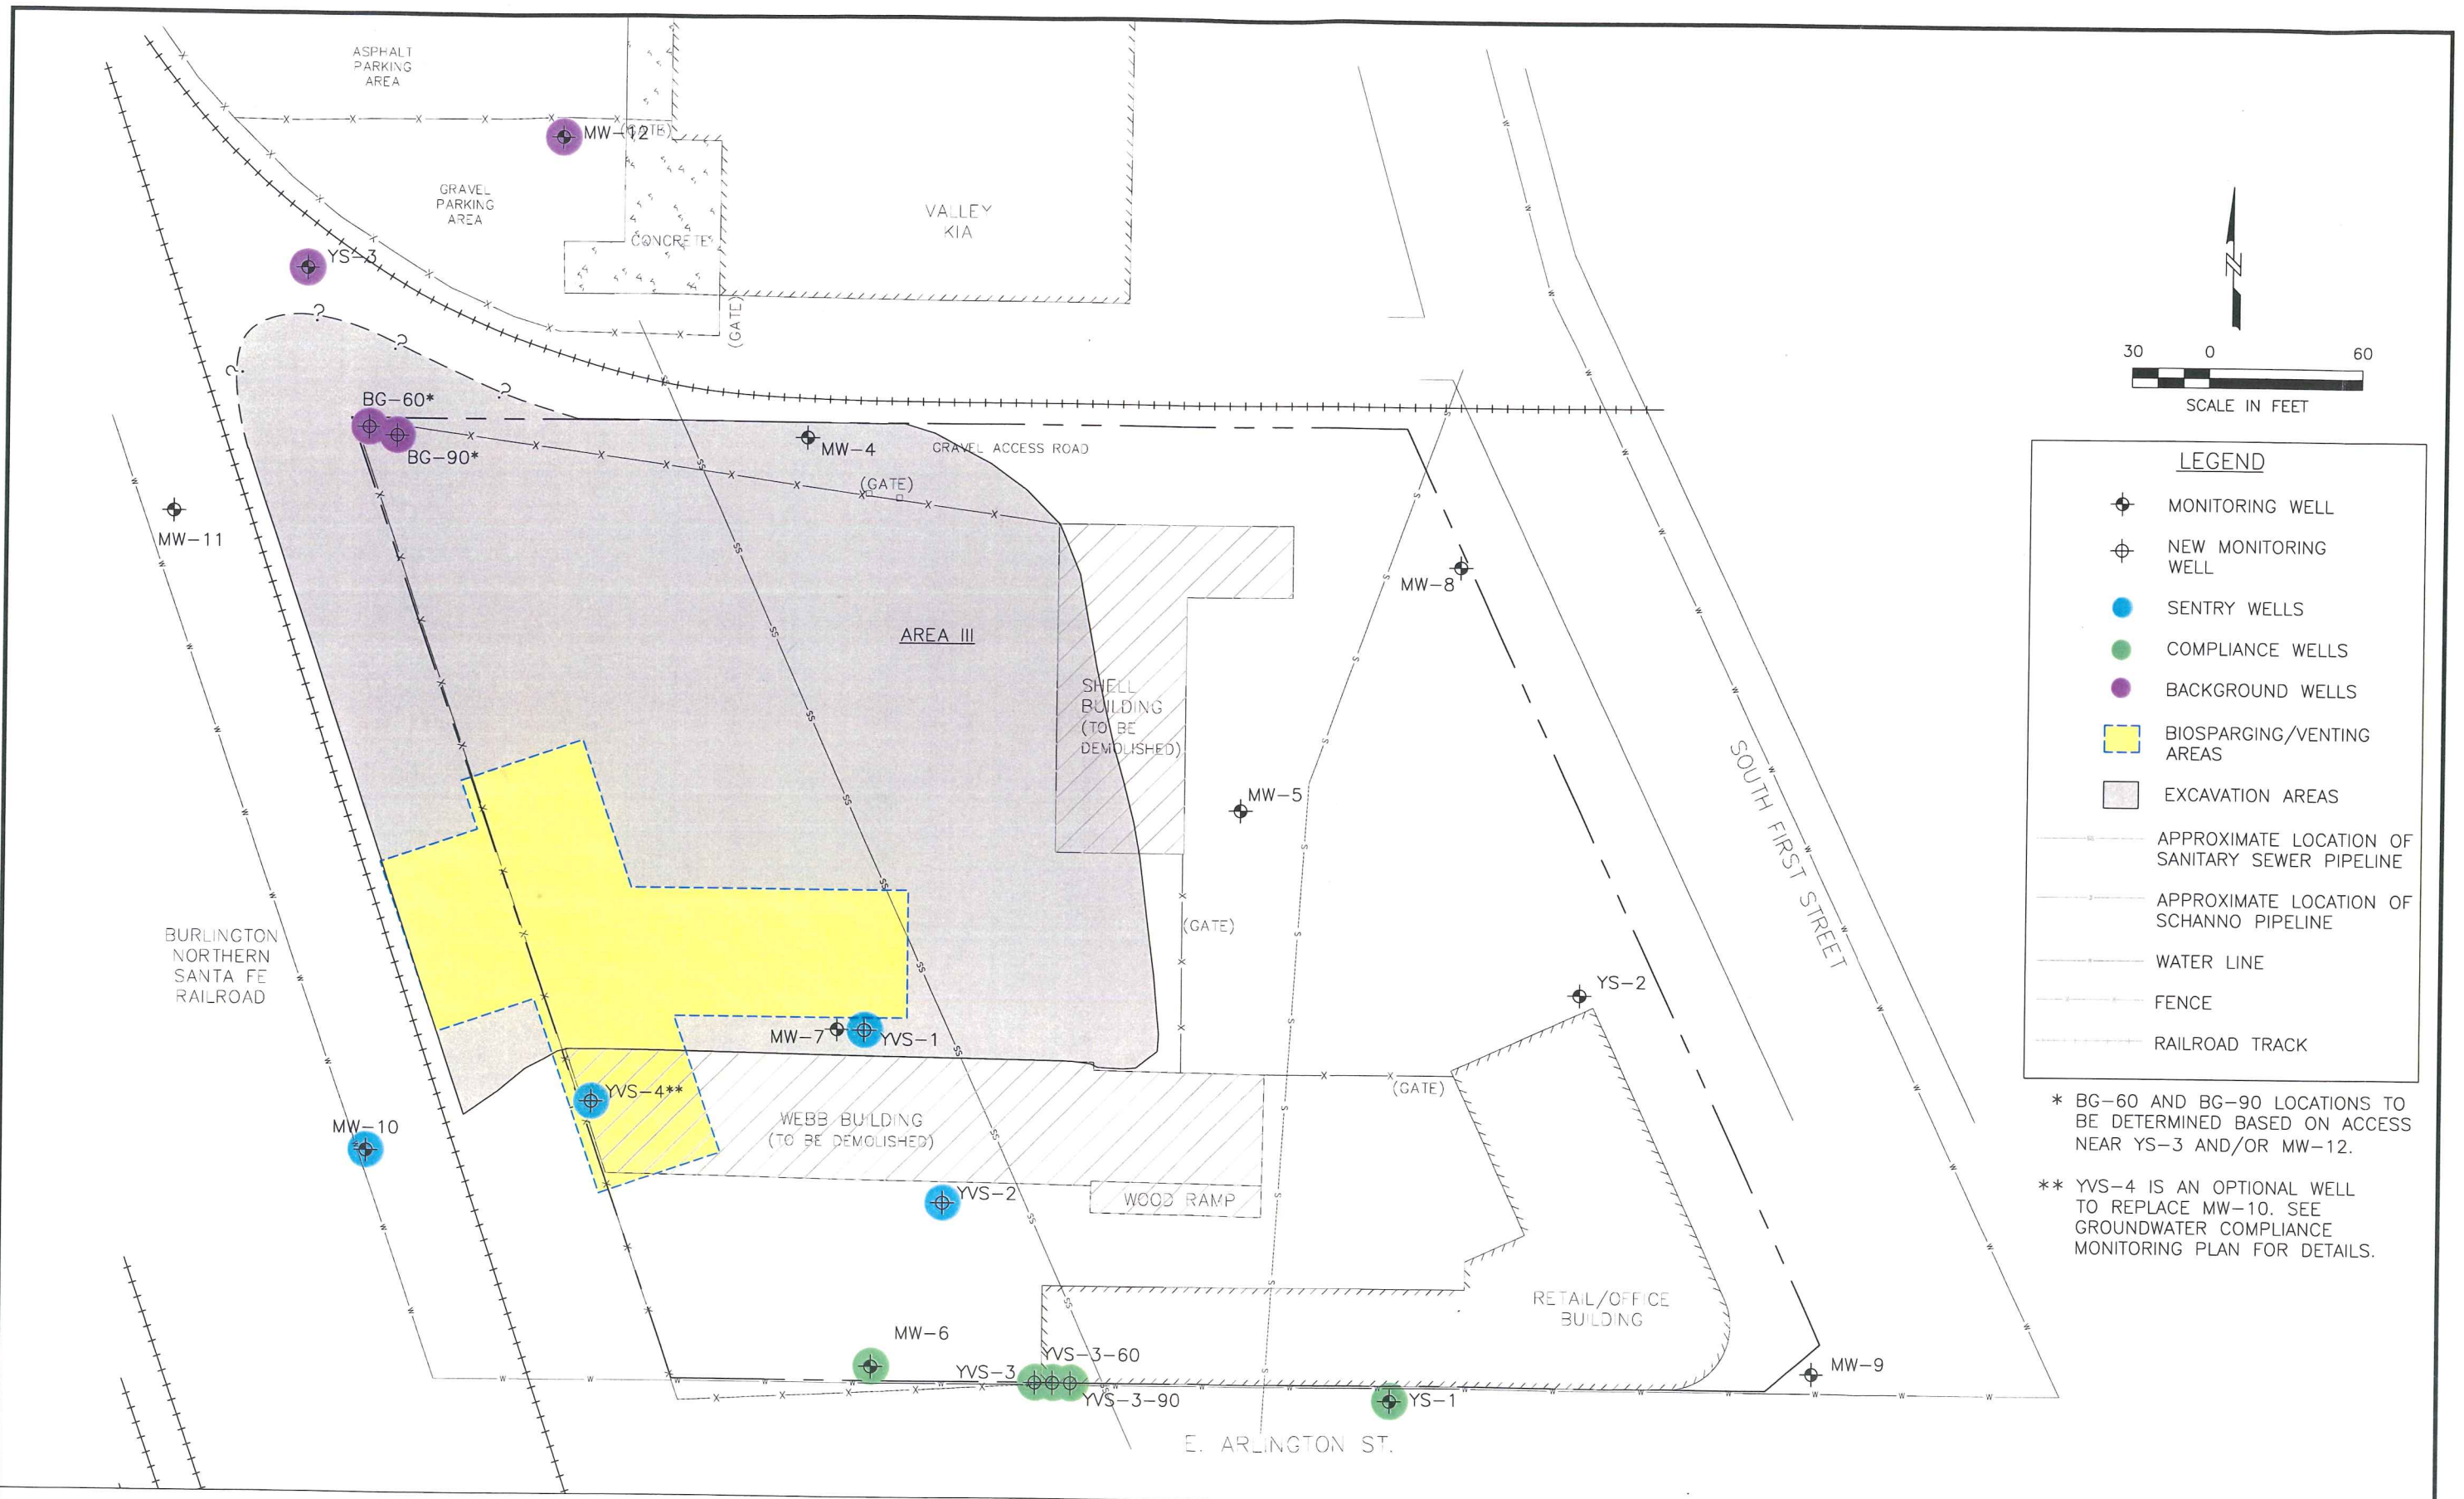 ASPHALT
PARKING
AREA
MW-12
(GATE)
GRAVEL
PARKING
AREA
VALLEY
KIA
CONCRETE
YS-3
(GATE)
?
?
?
?
BG-60*
BG-90*
MW-4
GRAVEL ACCESS ROAD
(GATE)
MW-11
MW-8
AREA III
SHELL
BUILDING
(TO BE
DEMOLISHED)
MW-5
SOUTH FIRST STREET
(GATE)
BURLINGTON
NORTHERN
SANTA FE
RAILROAD
YS-2
MW-7
YVS-1
(GATE)
YVS-4**
WEBB BUILDING
(TO BE DEMOLISHED)
MW-10
YVS-2
WOOD RAMP
RETAIL/OFFICE
BUILDING
MW-6
YVS-3
YVS-3-60
YVS-3-90
YS-1
MW-9
E. ARLINGTON ST.
N
30 0 60
SCALE IN FEET
LEGEND
MONITORING WELL
NEW MONITORING
WELL
SENTRY WELLS
COMPLIANCE WELLS
BACKGROUND WELLS
BIOSPARGING/VENTING
AREAS
EXCAVATION AREAS
APPROXIMATE LOCATION OF
SANITARY SEWER PIPELINE
APPROXIMATE LOCATION OF
SCHANNO PIPELINE
WATER LINE
FENCE
RAILROAD TRACK
* BG-60 AND BG-90 LOCATIONS TO
BE DETERMINED BASED ON ACCESS
NEAR YS-3 AND/OR MW-12.
** YVS-4 IS AN OPTIONAL WELL
TO REPLACE MW-10. SEE
GROUNDWATER COMPLIANCE
MONITORING PLAN FOR DETAILS.